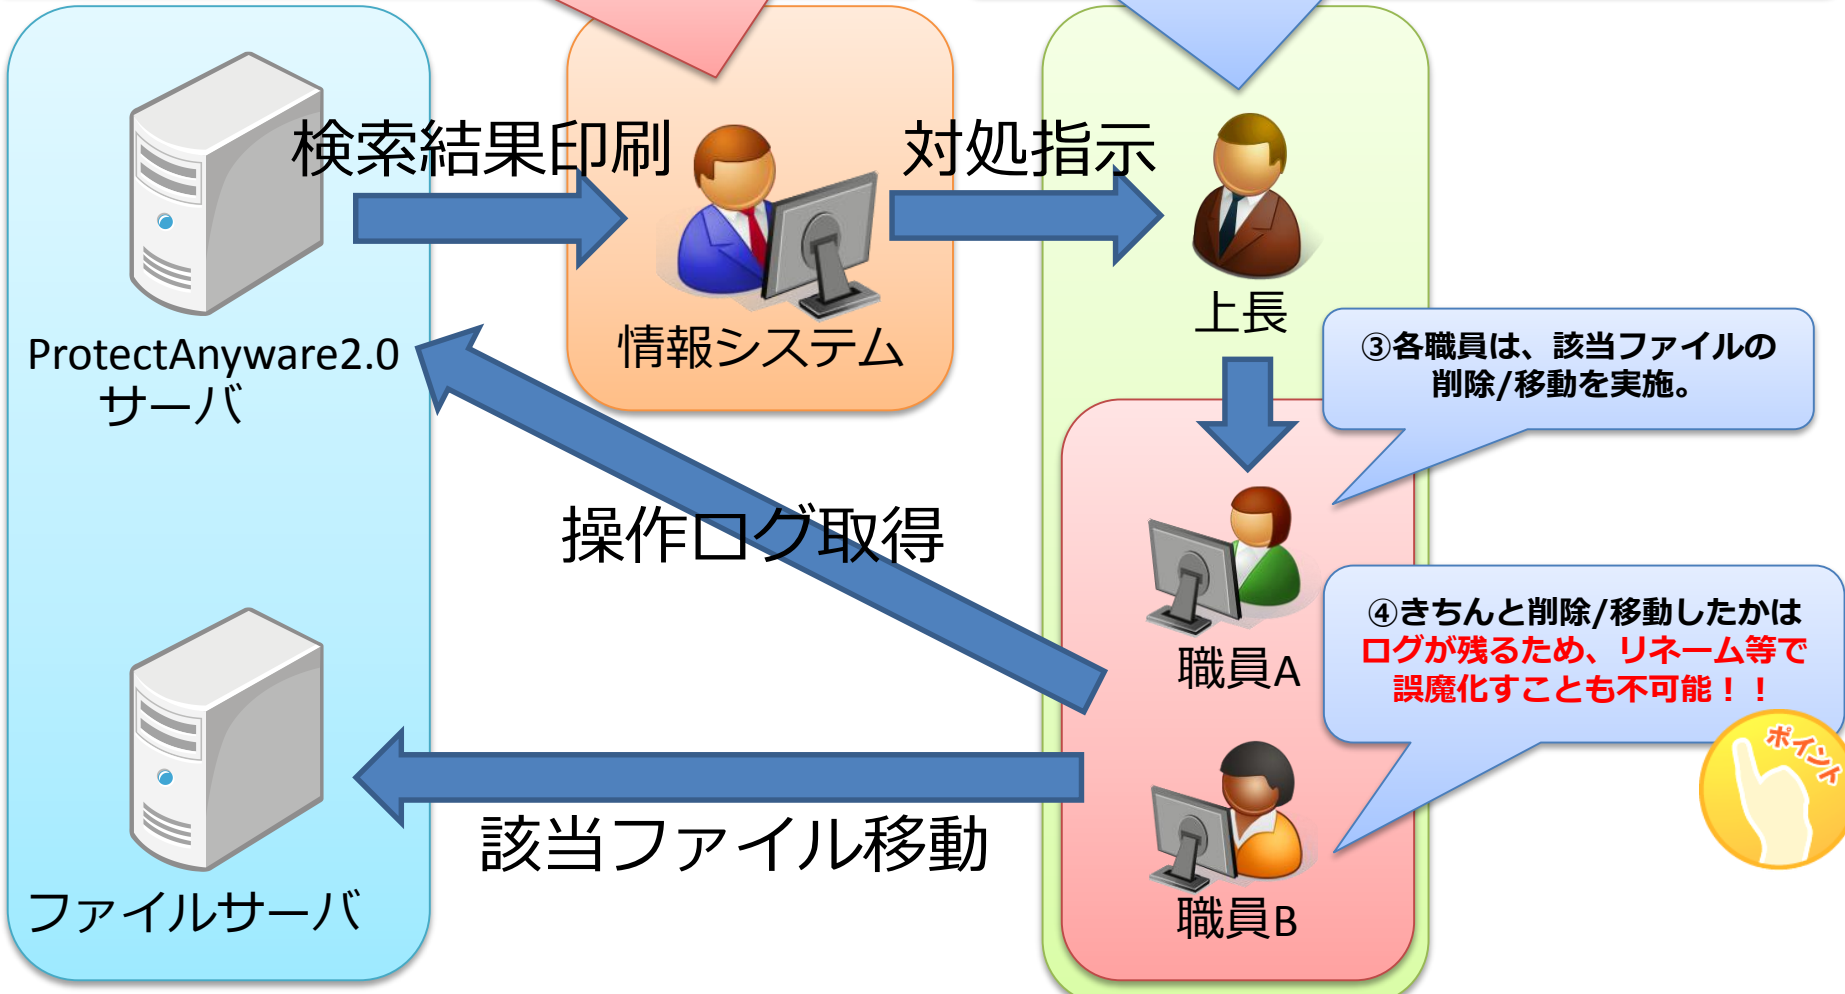 検索結果印刷
対処指示
ProtectAnyware2.0
サーバ
情報システム
上長
③各職員は、該当ファイルの
削除/移動を実施。
操作ログ取得
職員A
④きちんと削除/移動したかは
ログが残るため、リネーム等で
誤魔化すことも不可能！！
ポイント
該当ファイル移動
ファイルサーバ
職員B